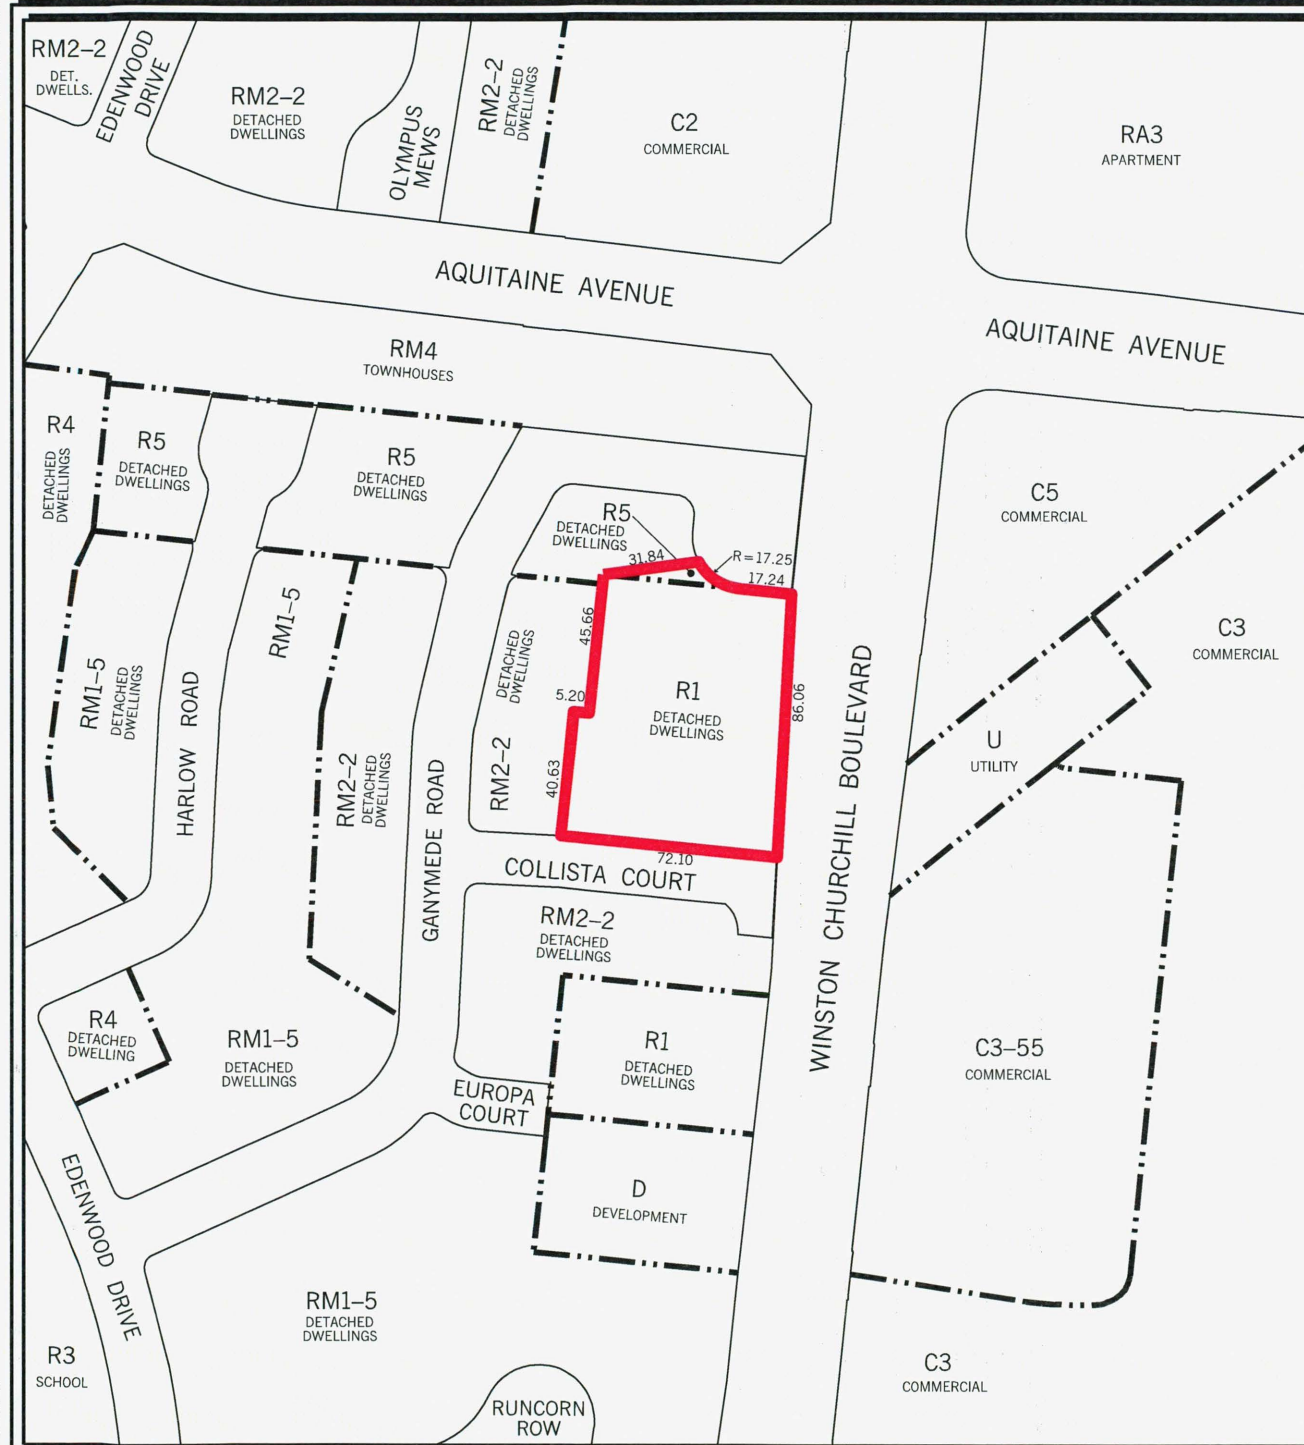 RM2-2
DET.
DWELLS.
EDENWOOD
DRIVE
RM2-2
DETACHED
DWELLINGS
OLYMPUS
MEWS
RM2-2
DETACHED
DWELLINGS
C2
COMMERCIAL
RA3
APARTMENT
AQUITAINE AVENUE
AQUITAINE AVENUE
RM4
TOWNHOUSES
R4
DETACHED
DWELLINGS
R5
DETACHED
DWELLINGS
R5
DETACHED
DWELLINGS
R5
DETACHED
DWELLINGS
31.84
R=17.25
17.24
C5
COMMERCIAL
C3
COMMERCIAL
RM1-5
DETACHED
DWELLINGS
HARLOW ROAD
RM1-5
RM2-2
DETACHED
DWELLINGS
GANYMEDE ROAD
DETACHED
DWELLINGS
RM2-2
45.66
5.20
40.63
R1
DETACHED
DWELLINGS
86.06
72.10
WINSTON CHURCHILL BOULEVARD
U
UTILITY
COLLISTA COURT
RM2-2
DETACHED
DWELLINGS
R4
DETACHED
DWELLING
RM1-5
DETACHED
DWELLINGS
R1
DETACHED
DWELLINGS
C3-55
COMMERCIAL
EUROPA
COURT
EDENWOOD DRIVE
D
DEVELOPMENT
RM1-5
DETACHED
DWELLINGS
R3
SCHOOL
C3
COMMERCIAL
RUNCORN
ROW